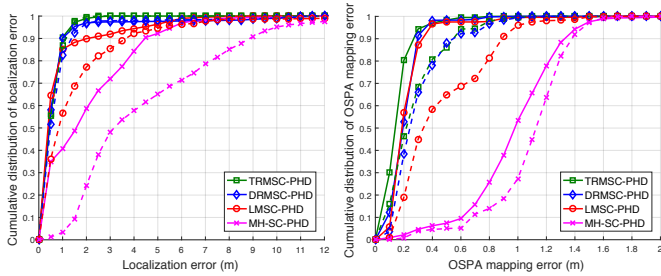 Cumulative distribution of localization error
1
0.9
0.8
0.7
0.6
0.5
0.4
0.3
0.2
0.1
0
0 1 2 3 4 5 6 7 8 9 10 11 12
Localization error (m)
TRMSC-PHD
DRMSC-PHD
LMSC-PHD
MH-SC-PHD
Cumulative distribution of OSPA mapping error
1
0.9
0.8
0.7
0.6
0.5
0.4
0.3
0.2
0.1
0
0 0.2 0.4 0.6 0.8 1 1.2 1.4 1.6 1.8 2
OSPA mapping error (m)
TRMSC-PHD
DRMSC-PHD
LMSC-PHD
MH-SC-PHD